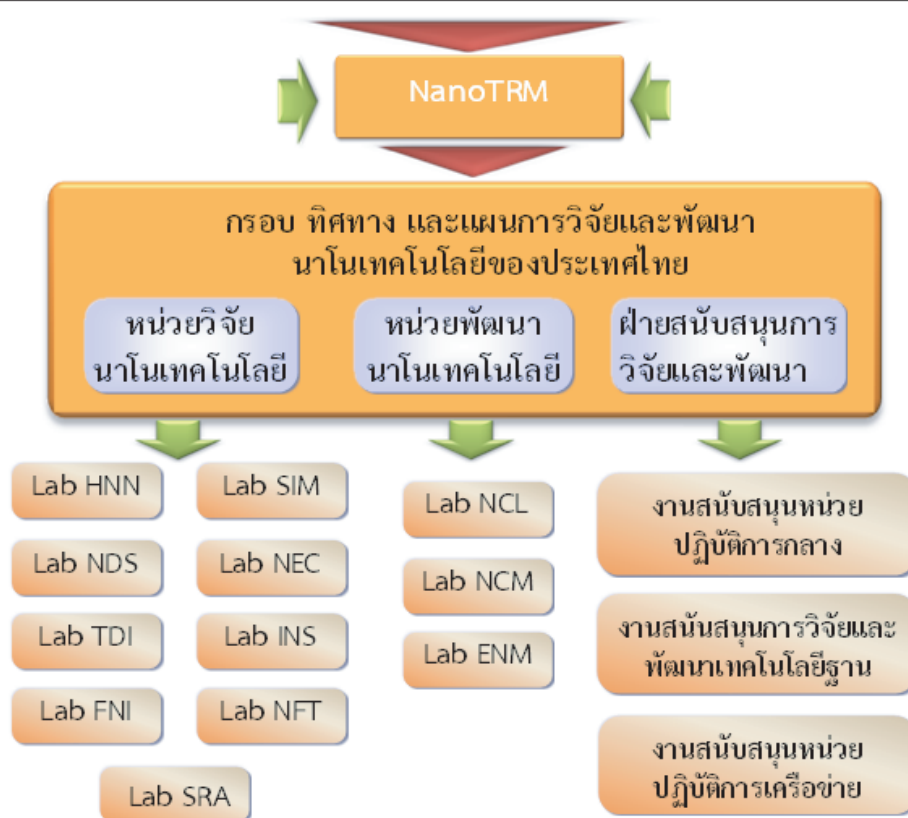 NanoTRM
กรอบ ทิศทาง และแผนการวิจัยและพัฒนา
นาโนเทคโนโลยีของประเทศไทย
หน่วยวิจัย
นาโนเทคโนโลยี
หน่วยพัฒนา
นาโนเทคโนโลยี
ฝ่ายสนับสนุนการ
วิจัยและพัฒนา
Lab HNN
Lab SIM
Lab NDS
Lab NEC
Lab TDI
Lab INS
Lab FNI
Lab NFT
Lab SRA
Lab NCL
Lab NCM
Lab ENM
งานสนับสนุนหน่วย
ปฏิบัติการกลาง
งานสนันสนุนการวิจัยและ
พัฒนาเทคโนโลยีฐาน
งานสนับสนุนหน่วย
ปฏิบัติการเครือข่าย